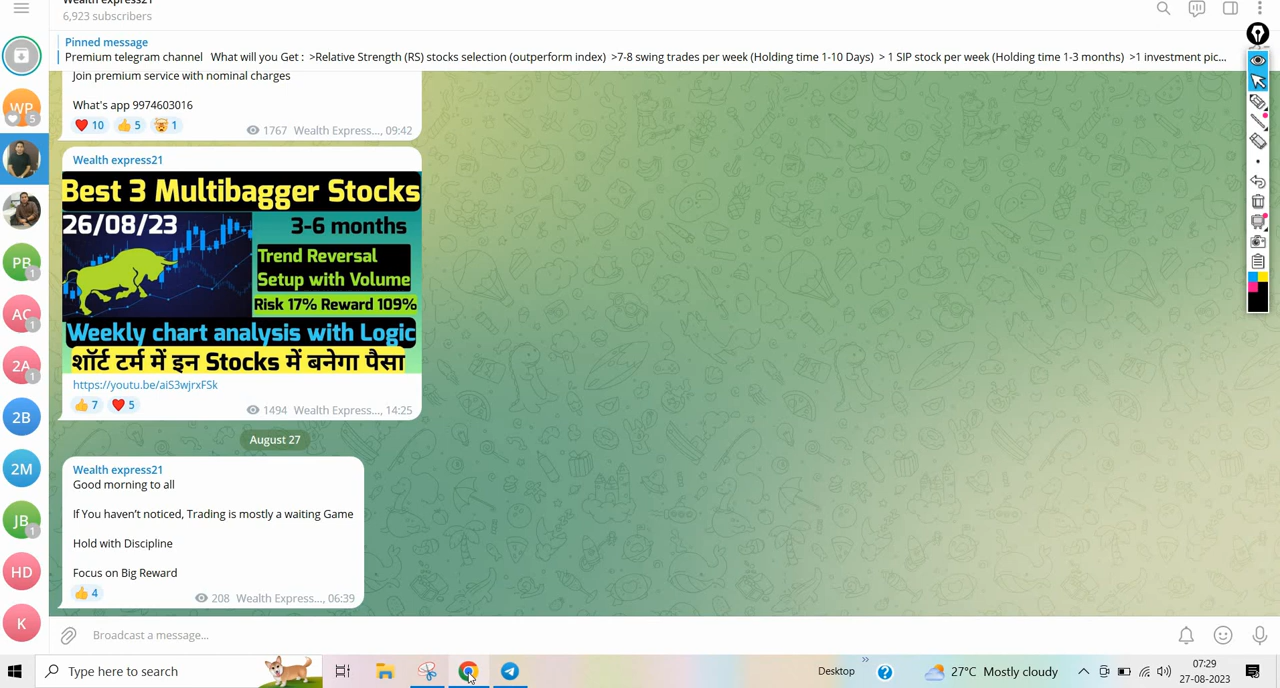 Wealth express21
6,923 subscribers
Pinned message
Premium telegram channel What will you Get : >Relative Strength (RS) stocks selection (outperform index) >7-8 swing trades per week (Holding time 1-10 Days) > 1 SIP stock per week (Holding time 1-3 months) >1 investment pic...
Join premium service with nominal charges
What's app 9974603016
10
5
1
1767 Wealth Express..., 09:42
Wealth express21
Best 3 Multibagger Stocks
26/08/23
3-6 months
Trend Reversal
Setup with Volume
Risk 17% Reward 109%
Weekly chart analysis with Logic
शॉर्ट टर्म में इन Stocks में बनेगा पैसा
https://youtu.be/aiS3wjrxFSk
7
5
1494 Wealth Express..., 14:25
August 27
Wealth express21
Good morning to all
If You haven't noticed, Trading is mostly a waiting Game
Hold with Discipline
Focus on Big Reward
4
208 Wealth Express..., 06:39
WP
5
PB
1
AC
1
2A
1
2B
2M
JB
1
HD
K
Broadcast a message...
Type here to search
Desktop
27°C Mostly cloudy
07:29
27-08-2023